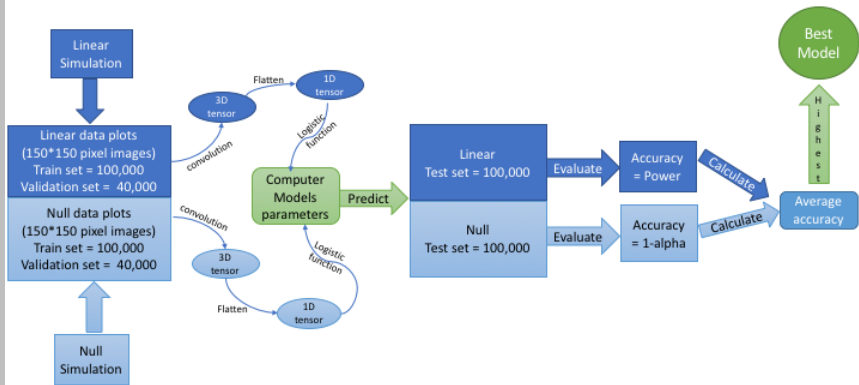 Linear
Simulation
Linear data plots
(150*150 pixel images)
Train set = 100,000
Validation set = 40,000
Null data plots
(150*150 pixel images)
Train set = 100,000
Validation set = 40,000
Null
Simulation
convolution
3D
tensor
Flatten
1D
tensor
Logistic
function
convolution
3D
tensor
Flatten
1D
tensor
Logistic
function
Computer
Models
parameters
Predict
Linear
Test set = 100,000
Null
Test set = 100,000
Evaluate
Accuracy
= Power
Calculate
Evaluate
Accuracy
= 1-alpha
Calculate
Average
accuracy
Highest
Best
Model